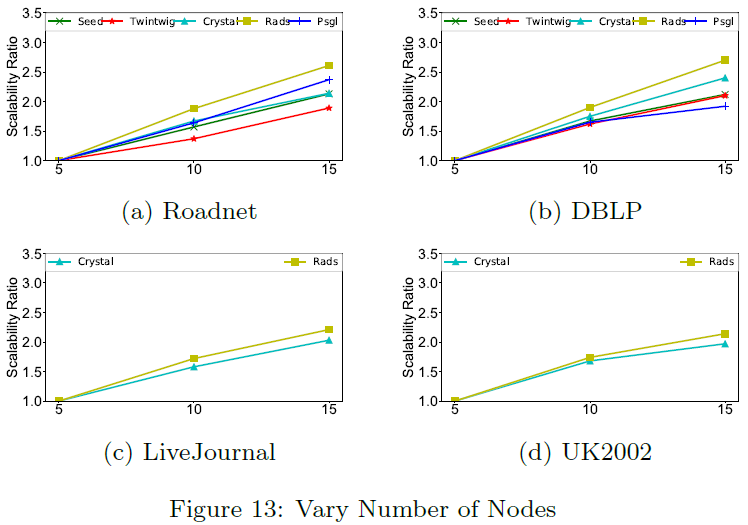 3.5
3.0
2.5
2.0
1.5
1.0
Scalability Ratio
Seed Twintwig Crystal Rads Psgl
5 10 15
(a) Roadnet
3.5
3.0
2.5
2.0
1.5
1.0
Scalability Ratio
Seed Twintwig Crystal Rads Psgl
5 10 15
(b) DBLP
3.5
3.0
2.5
2.0
1.5
1.0
Scalability Ratio
Crystal Rads
5 10 15
(c) LiveJournal
3.5
3.0
2.5
2.0
1.5
1.0
Scalability Ratio
Crystal Rads
5 10 15
(d) UK2002
Figure 13: Vary Number of Nodes